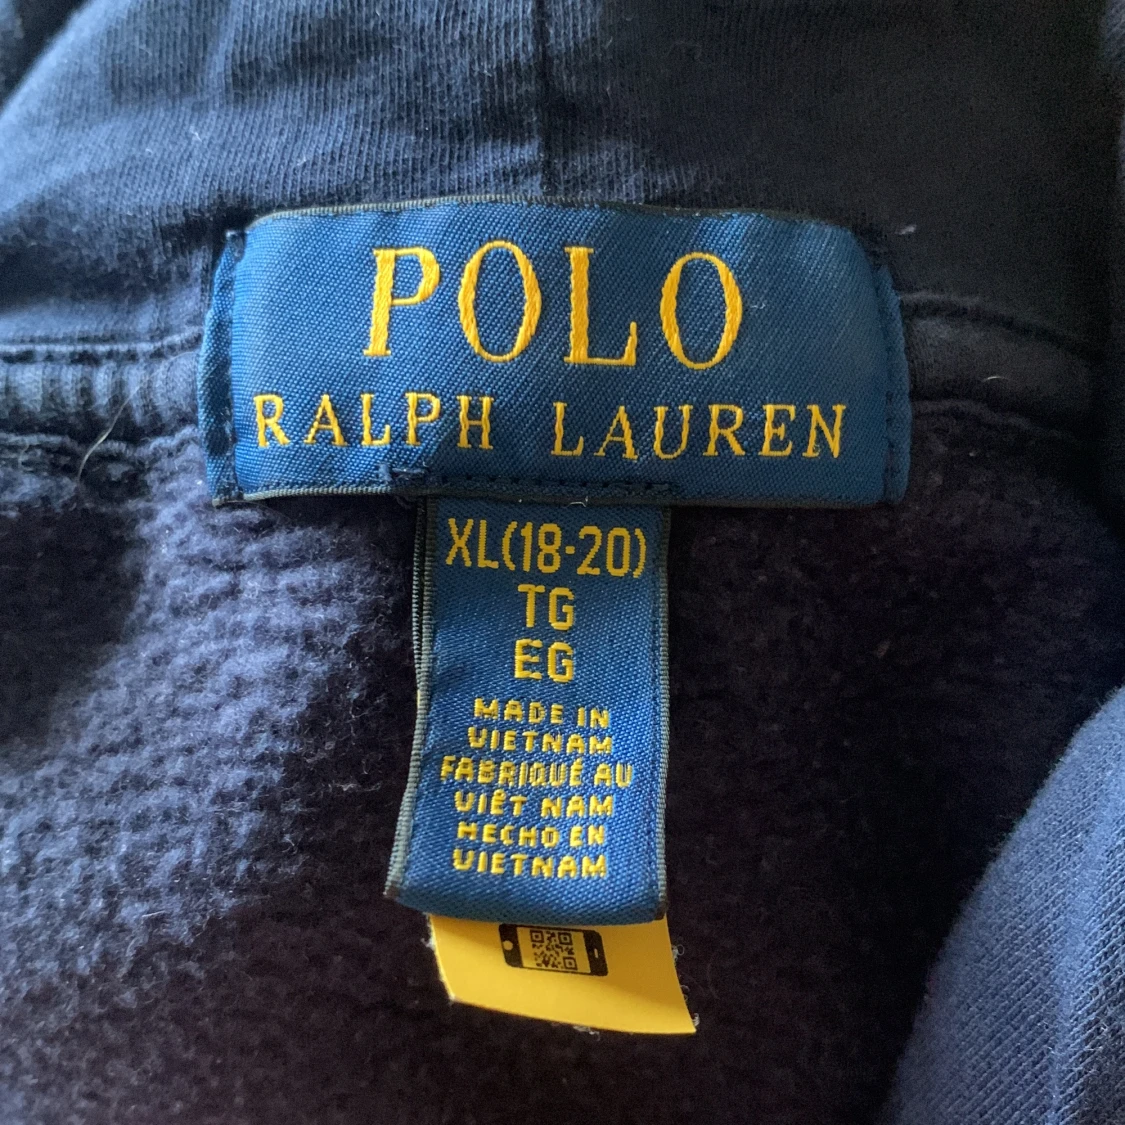 POLO
RALPH LAUREN
XL(18-20)
TG
EG
MADE IN
VIETNAM
FABRIQUÉ AU
VIÊT NAM
HECHO EN
VIETNAM